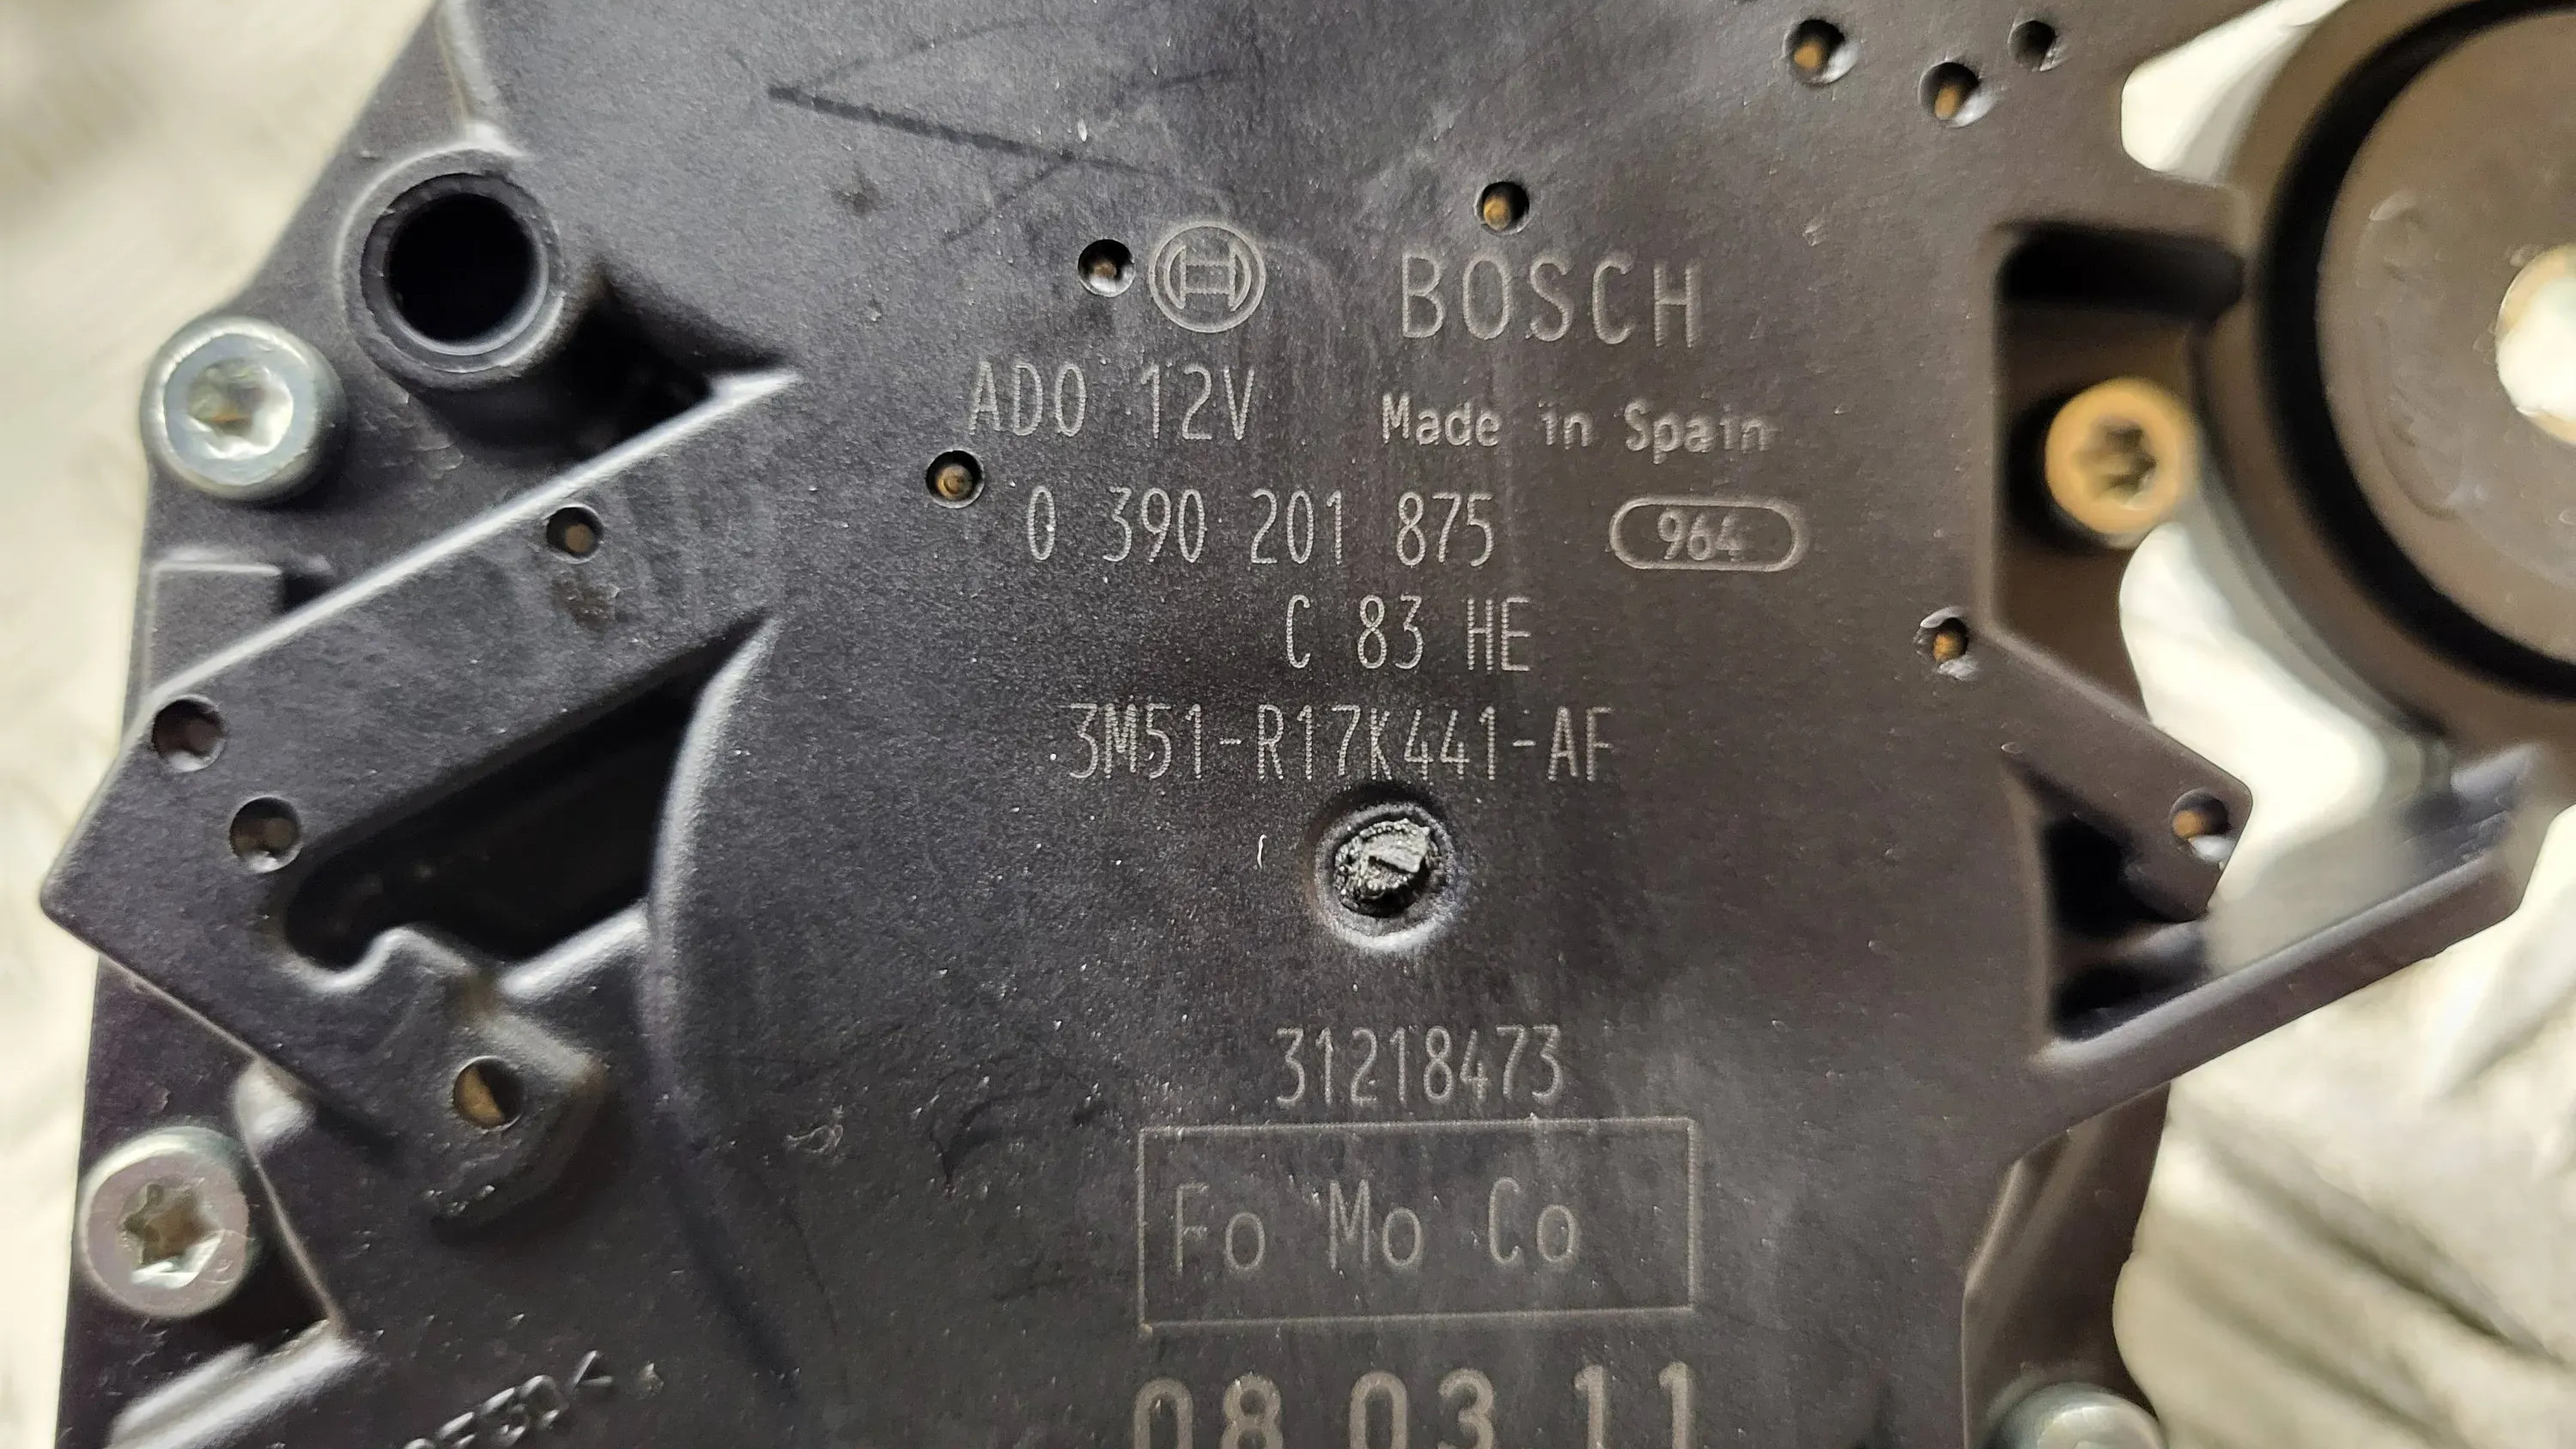 BOSCH
AD0 12V Made in Spain
0 390 201 875 964
C 83 HE
3M51-R17K441-AF
31218473
Fo Mo Co
08 03 11